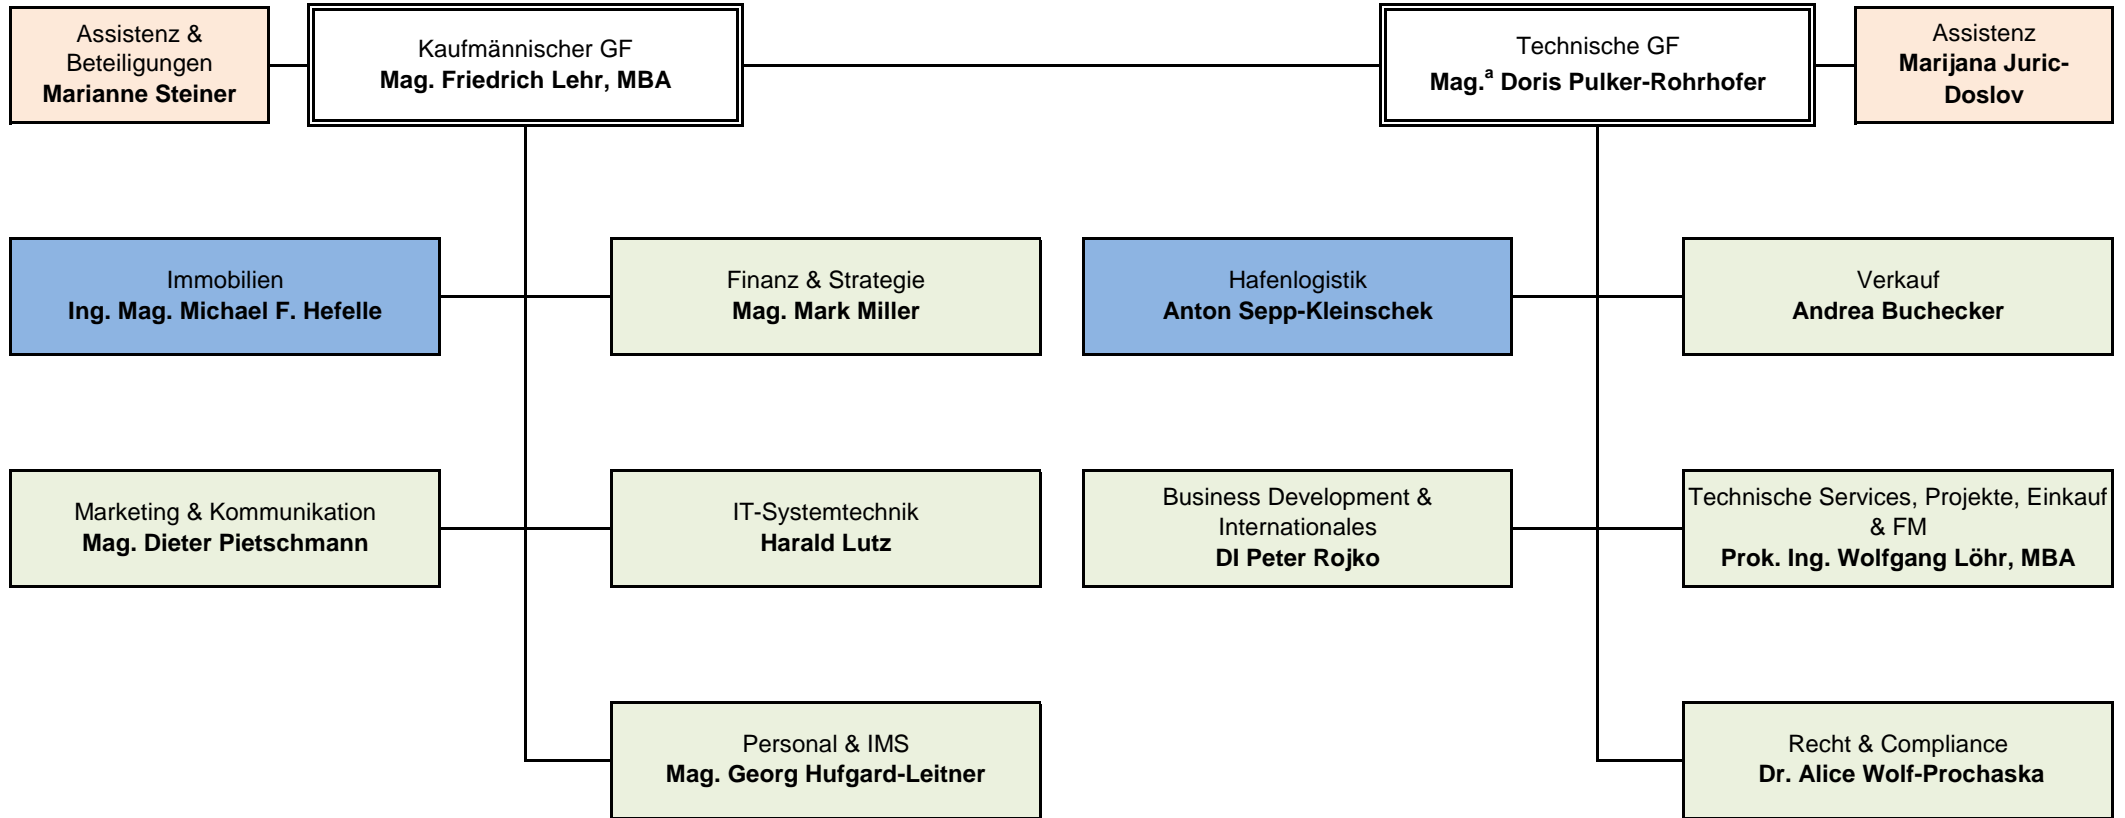 Assistenz &
Beteiligungen
Marianne Steiner
Kaufmännischer GF
Mag. Friedrich Lehr, MBA
Technische GF
Mag.ª Doris Pulker-Rohrhofer
Assistenz
Marijana Juric-
Doslov
Immobilien
Ing. Mag. Michael F. Hefelle
Finanz & Strategie
Mag. Mark Miller
Hafenlogistik
Anton Sepp-Kleinschek
Verkauf
Andrea Buchecker
Marketing & Kommunikation
Mag. Dieter Pietschmann
IT-Systemtechnik
Harald Lutz
Business Development &
Internationales
DI Peter Rojko
Technische Services, Projekte, Einkauf
& FM
Prok. Ing. Wolfgang Löhr, MBA
Personal & IMS
Mag. Georg Hufgard-Leitner
Recht & Compliance
Dr. Alice Wolf-Prochaska